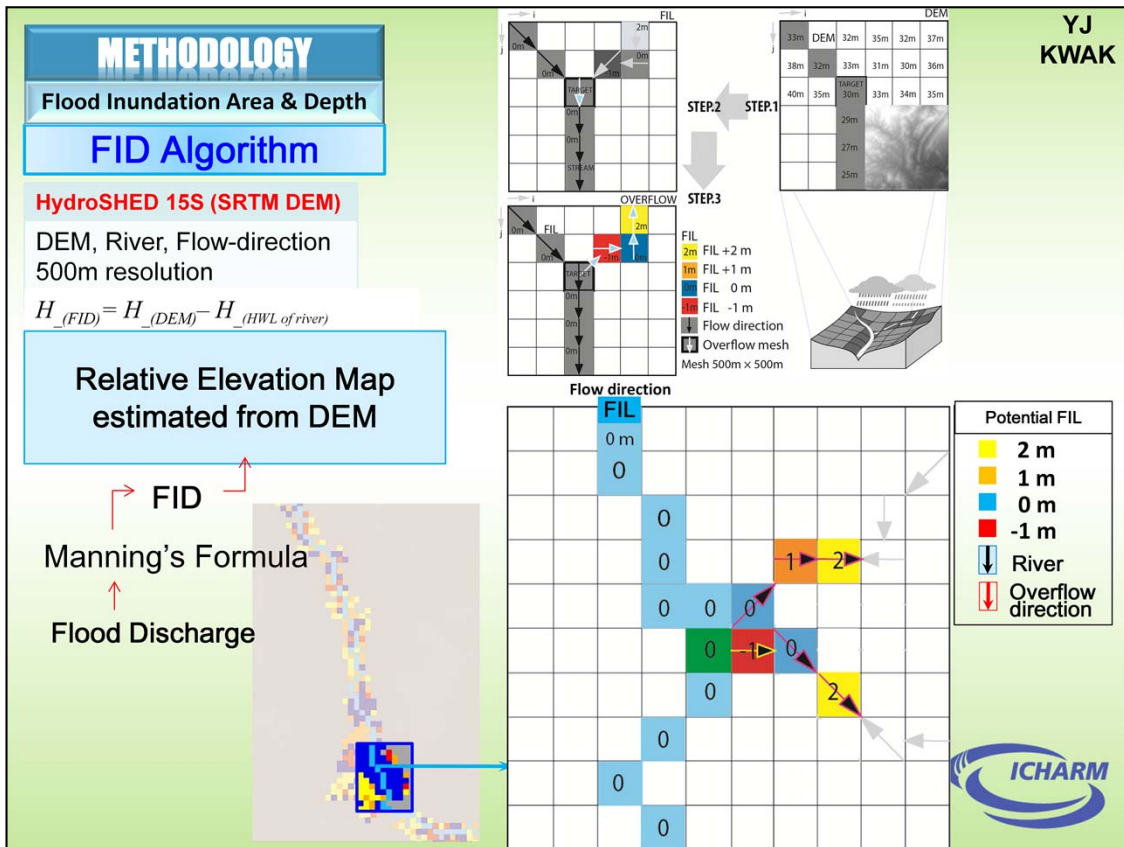 METHODOLOGY
Flood Inundation Area & Depth
FID Algorithm
HydroSHED 15S (SRTM DEM)
DEM, River, Flow-direction
500m resolution
H_(FID) = H_(DEM) – H_(HWL of river)
Relative Elevation Map
estimated from DEM
FID
Manning's Formula
Flood Discharge
i
FIL
j
2m
0m
0m
0m
-1m
TARGET
0m
0m
STREAM
STEP.2
STEP.1
STEP.3
i
DEM
j
33m DEM 32m 35m 32m 37m
38m 32m 33m 31m 30m 36m
TARGET
40m 35m 30m 33m 34m 35m
29m
27m
25m
YJ
KWAK
i
OVERFLOW
j
FIL
2m
-1m
0m
TARGET
0m
0m
0m
FIL
2m FIL +2 m
1m FIL +1 m
0m FIL 0 m
-1m FIL -1 m
Flow direction
Overflow mesh
Mesh 500m × 500m
Flow direction
FIL
0 m
0
0
0 1 2
0 0 0
0 -1 0
0 2
0
0
0
Potential FIL
2 m
1 m
0 m
-1 m
River
Overflow
direction
ICHARM